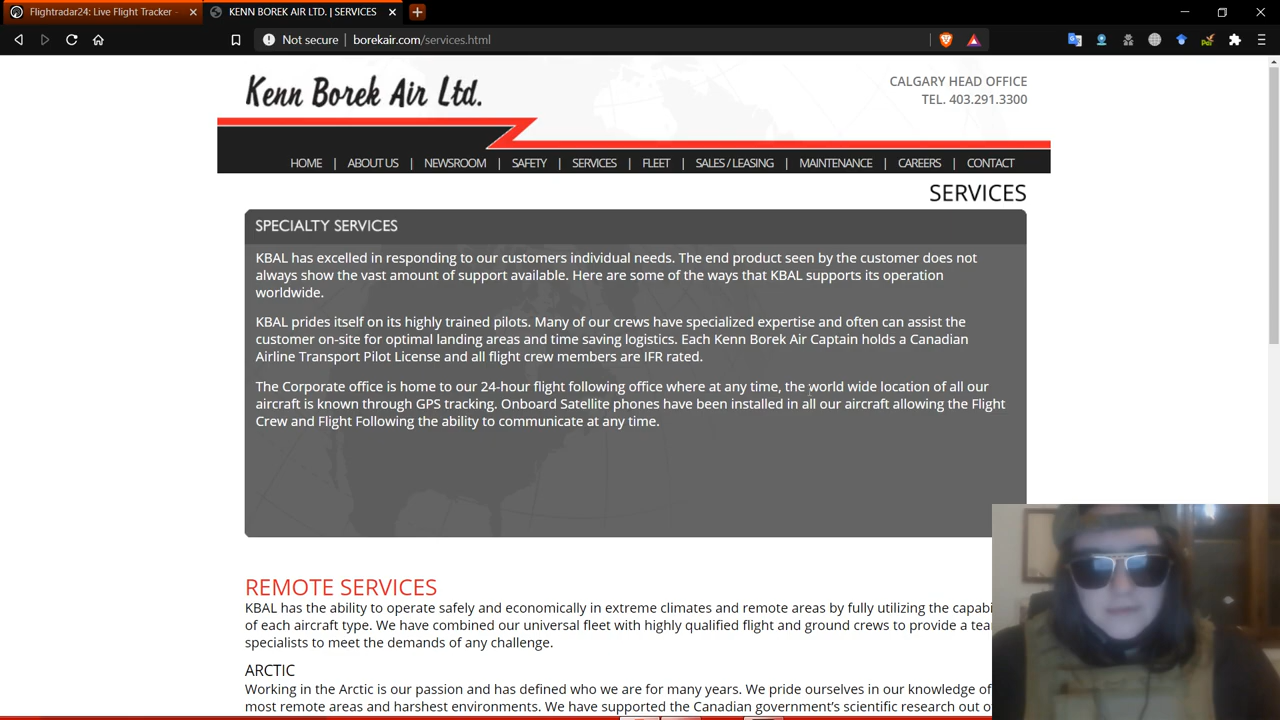 Flightradar24: Live Flight Tracker -
KENN BOREK AIR LTD. | SERVICES
Not secure
borekair.com/services.html
Kenn Borek Air Ltd.
CALGARY HEAD OFFICE
TEL. 403.291.3300
HOME | ABOUT US | NEWSROOM | SAFETY | SERVICES | FLEET | SALES / LEASING | MAINTENANCE | CAREERS | CONTACT
SERVICES
SPECIALTY SERVICES
KBAL has excelled in responding to our customers individual needs. The end product seen by the customer does not
always show the vast amount of support available. Here are some of the ways that KBAL supports its operation
worldwide.
KBAL prides itself on its highly trained pilots. Many of our crews have specialized expertise and often can assist the
customer on-site for optimal landing areas and time saving logistics. Each Kenn Borek Air Captain holds a Canadian
Airline Transport Pilot License and all flight crew members are IFR rated.
The Corporate office is home to our 24-hour flight following office where at any time, the world wide location of all our
aircraft is known through GPS tracking. Onboard Satellite phones have been installed in all our aircraft allowing the Flight
Crew and Flight Following the ability to communicate at any time.
REMOTE SERVICES
KBAL has the ability to operate safely and economically in extreme climates and remote areas by fully utilizing the capabi
of each aircraft type. We have combined our universal fleet with highly qualified flight and ground crews to provide a tea
specialists to meet the demands of any challenge.
ARCTIC
Working in the Arctic is our passion and has defined who we are for many years. We pride ourselves in our knowledge of
most remote areas and harshest environments. We have supported the Canadian government's scientific research out o